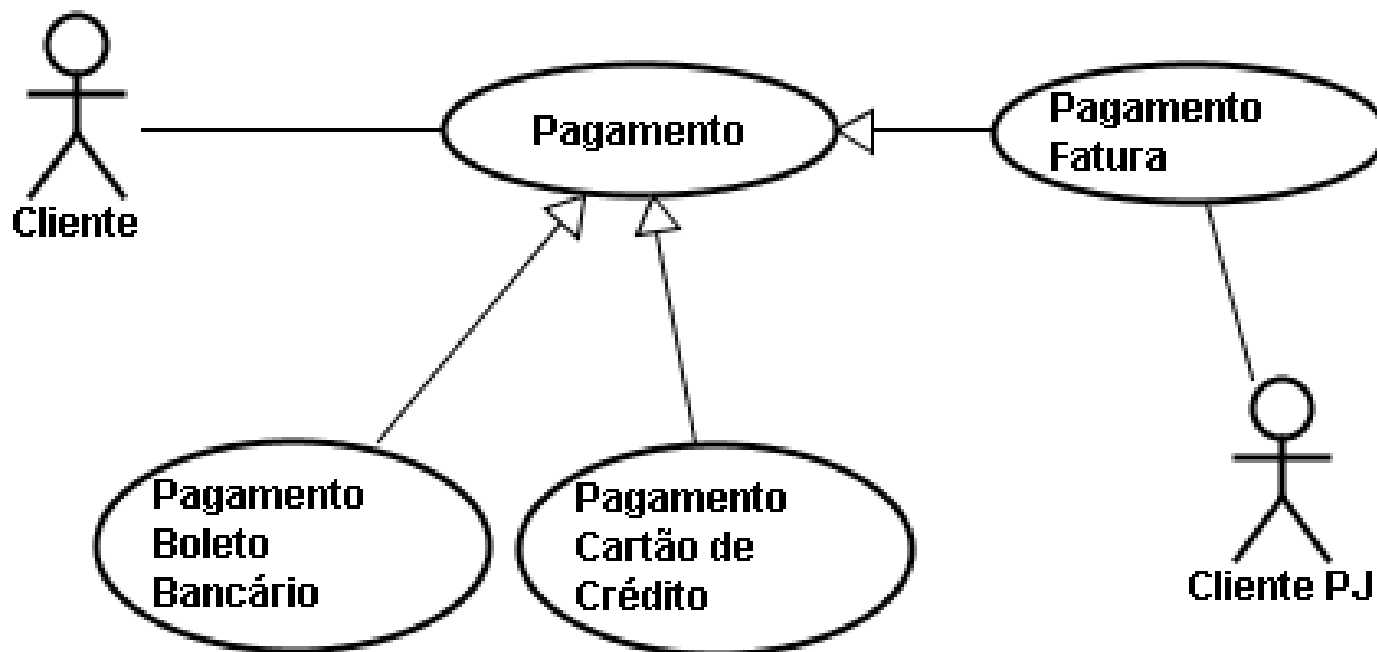 Pagamento
Pagamento
Fatura
Cliente
Pagamento
Boleto
Bancário
Pagamento
Cartão de
Crédito
Cliente PJ